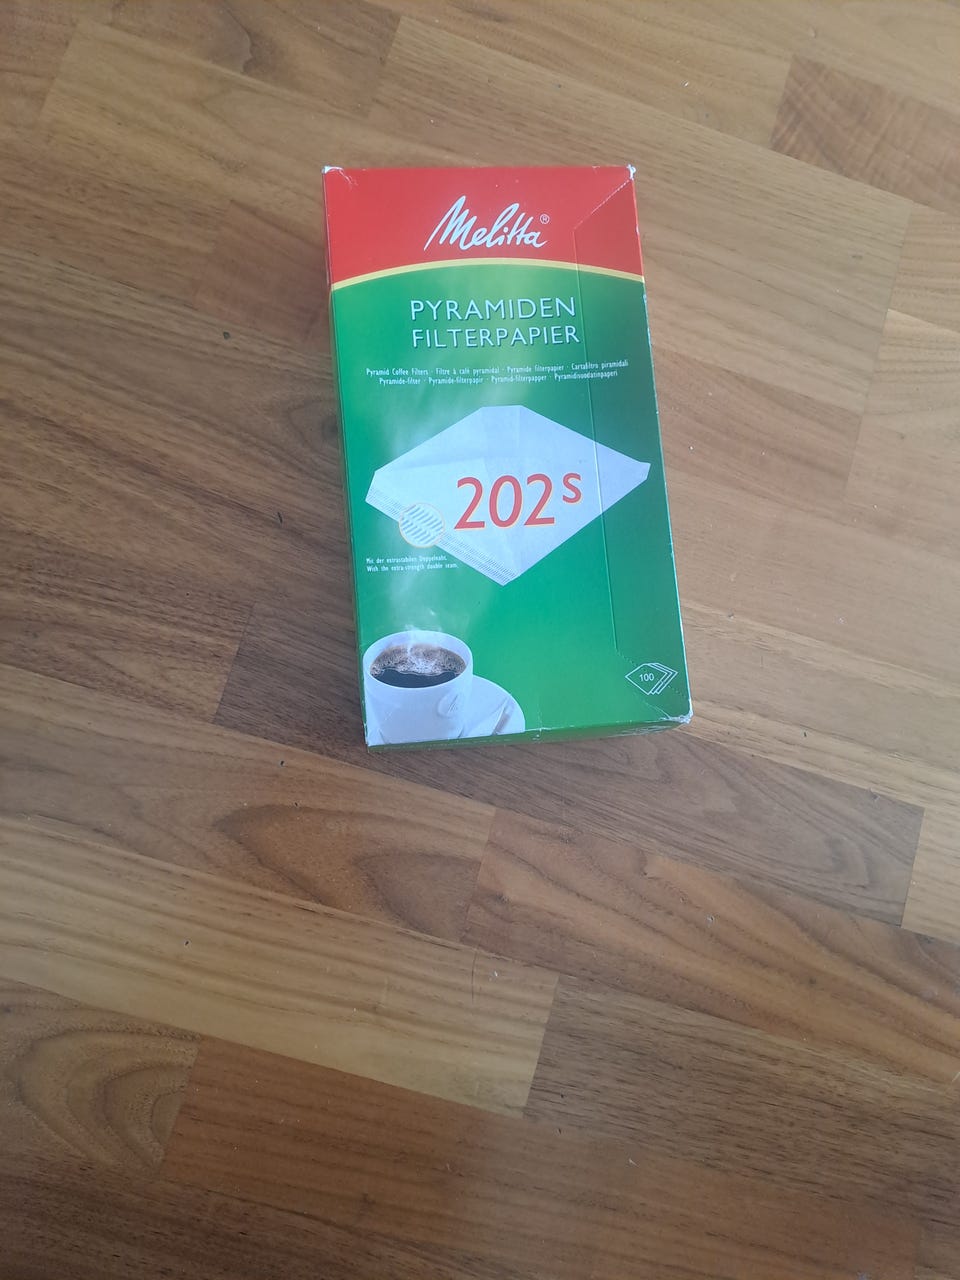 Melitta®
PYRAMIDEN
FILTERPAPIER
Pyramid Coffee Filters · Filtre à café pyramidal · Pyramide filterpapier · Cartafiltro piramidali
Pyramide-filter · Pyramide-filterpapir · Pyramid-filterpapper · Pyramidisuodatinpaperi
202 s
Mit der extrastabilen Doppelnaht.
With the extra-strength double seam.
100